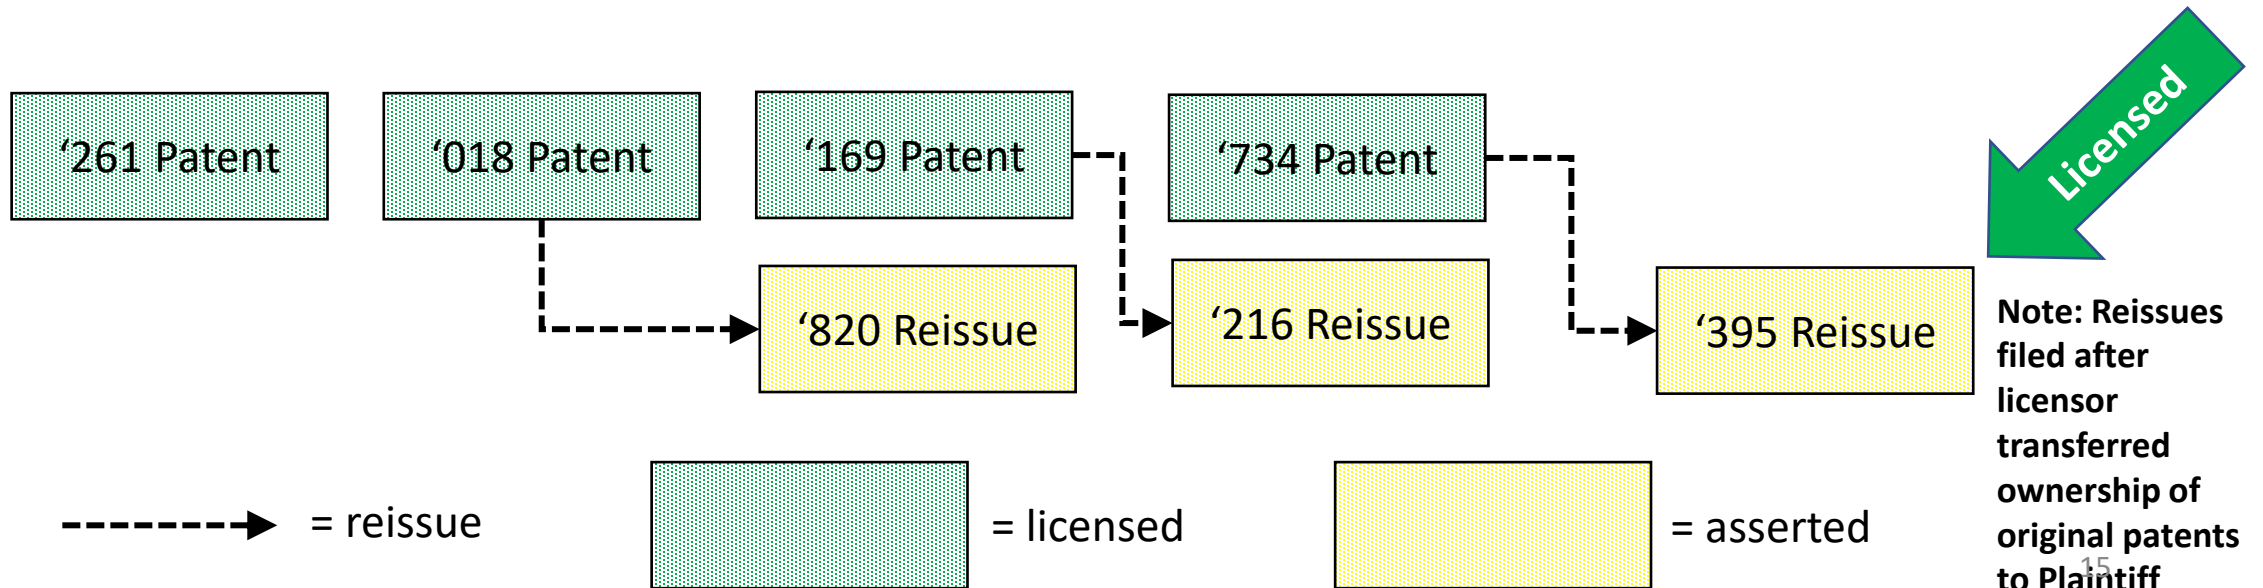 Licensed
‘261 Patent
‘018 Patent
‘169 Patent
‘734 Patent
‘820 Reissue
‘216 Reissue
‘395 Reissue
Note: Reissues
filed after
licensor
transferred
ownership of
original patents
to Plaintiff
= reissue
= licensed
= asserted
15